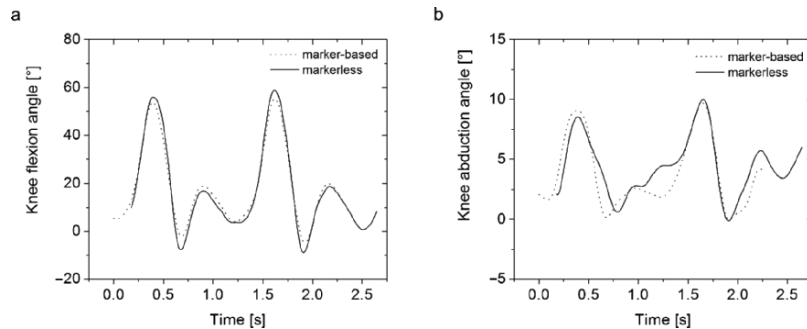 a
80
60
40
20
0
−20
Knee flexion angle [°]
marker-based
markerless
0.0 0.5 1.0 1.5 2.0 2.5
Time [s]
b
15
10
5
0
−5
Knee abduction angle [°]
marker-based
markerless
0.0 0.5 1.0 1.5 2.0 2.5
Time [s]